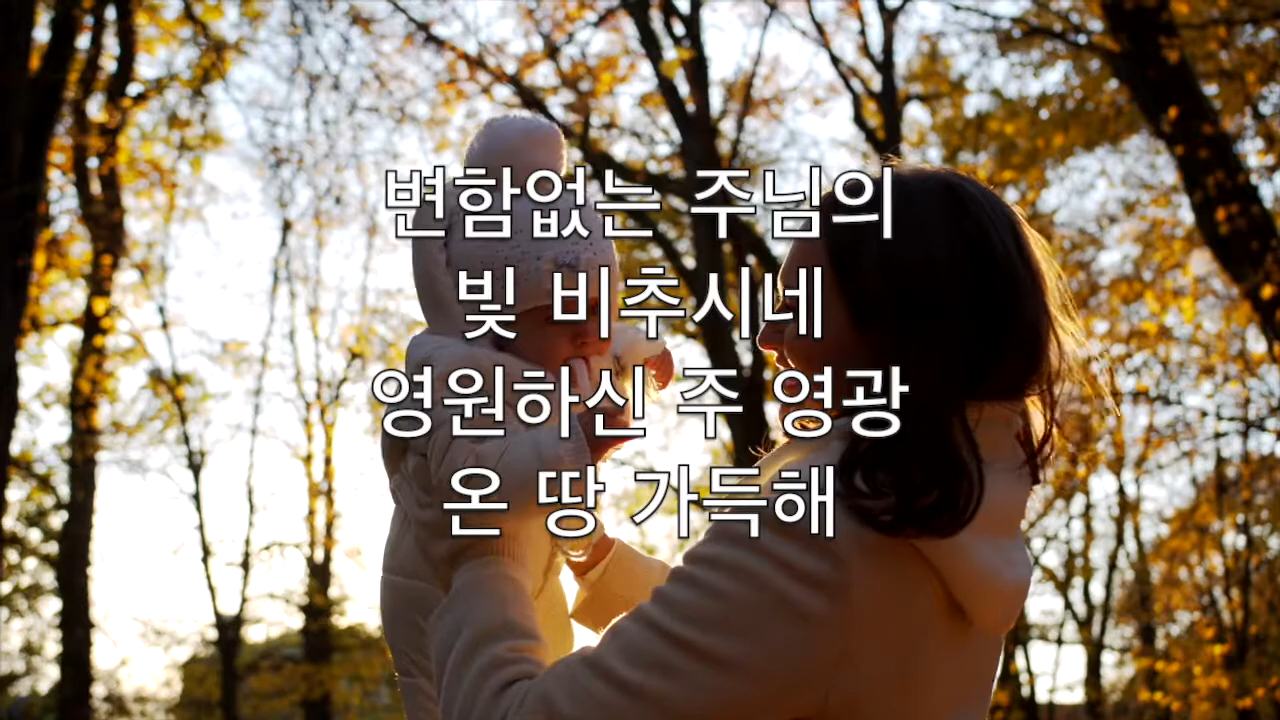 변함없는 주님의
빛 비추시네
영원하신 주 영광
온 땅 가득해